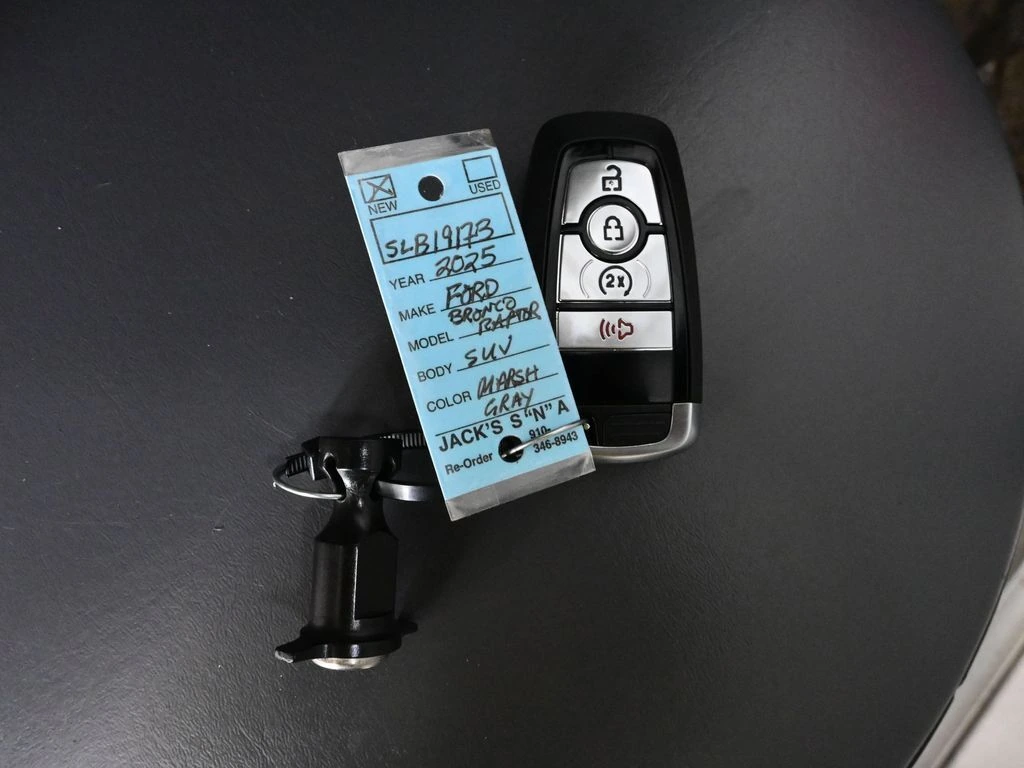 NEW
USED
SLB19173
YEAR 2025
MAKE FORD
MODEL BRONCO
RAPTOR
BODY SUV
COLOR MARSH
GRAY
JACK'S S "N" A
Re-Order 910-
346-8943
2x